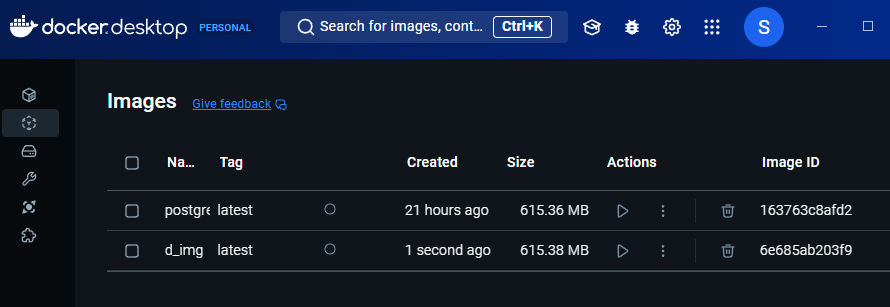 docker.desktop PERSONAL Search for images, cont... Ctrl+K S
Images Give feedback
Na... Tag Created Size Actions Image ID
postgre latest 21 hours ago 615.36 MB 163763c8afd2
d_img latest 1 second ago 615.38 MB 6e685ab203f9